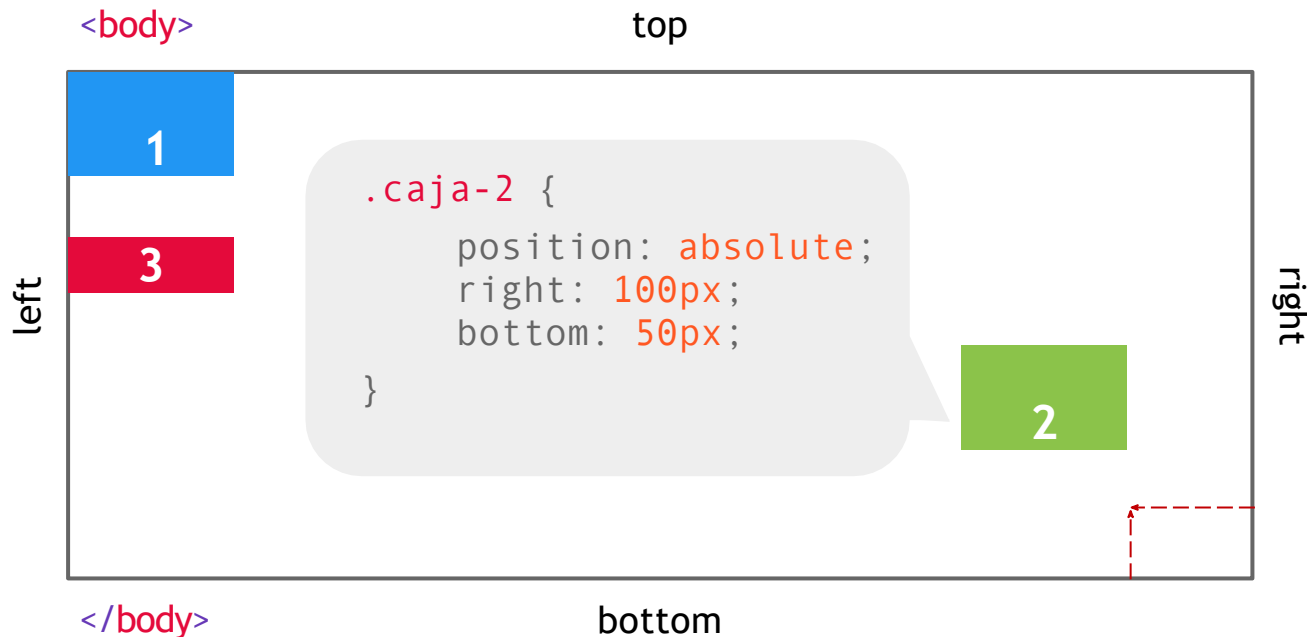 <body>
top
1
.caja-2 {
position: absolute;
right: 100px;
bottom: 50px;
}
3
left
right
2
</body>
bottom